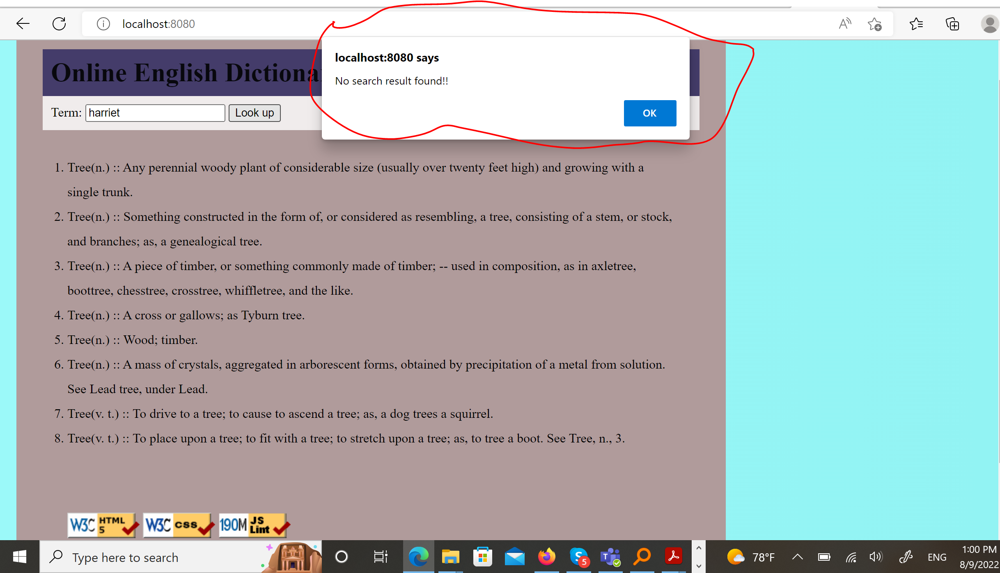 localhost:8080
localhost:8080 says
No search result found!!
OK
Online English Dictiona
Term: harriet Look up
1. Tree(n.) :: Any perennial woody plant of considerable size (usually over twenty feet high) and growing with a
single trunk.
2. Tree(n.) :: Something constructed in the form of, or considered as resembling, a tree, consisting of a stem, or stock,
and branches; as, a genealogical tree.
3. Tree(n.) :: A piece of timber, or something commonly made of timber; -- used in composition, as in axletree,
boottree, chesstree, crosstree, whiffletree, and the like.
4. Tree(n.) :: A cross or gallows; as Tyburn tree.
5. Tree(n.) :: Wood; timber.
6. Tree(n.) :: A mass of crystals, aggregated in arborescent forms, obtained by precipitation of a metal from solution.
See Lead tree, under Lead.
7. Tree(v. t.) :: To drive to a tree; to cause to ascend a tree; as, a dog trees a squirrel.
8. Tree(v. t.) :: To place upon a tree; to fit with a tree; to stretch upon a tree; as, to tree a boot. See Tree, n., 3.
W3C HTML 5 W3C css 190M JS Lint
Type here to search 5 78°F ENG 1:00 PM
8/9/2022